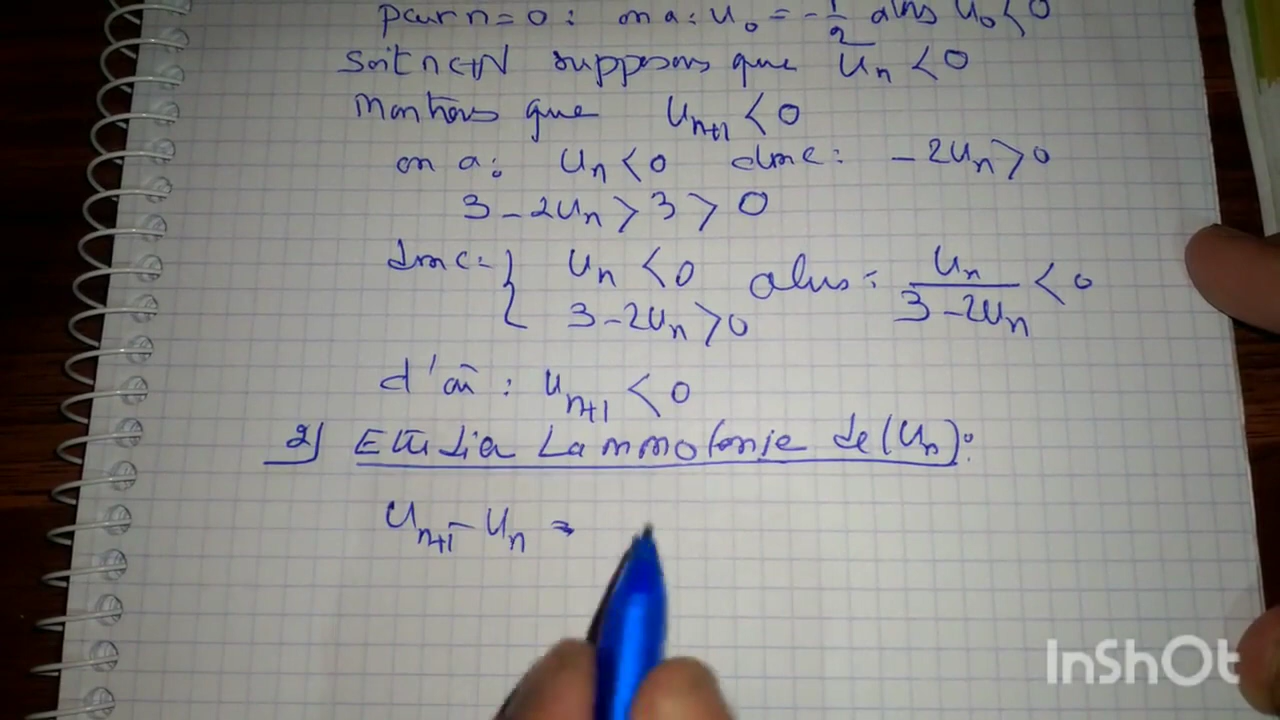 pour n=0 : on a : u₀ = -1/2 alors u₀<0
Soit n∈ℕ supposons que uₙ <0
Montrons que uₙ₊₁ <0
on a : uₙ <0 donc : -2uₙ >0
3-2uₙ >3 >0
donc : { uₙ <0 alors : uₙ/(3-2uₙ) <0
3-2uₙ >0
d'où : uₙ₊₁ <0
2) Etudier La monotonie de (uₙ) :
uₙ₊₁ - uₙ =
InShOt